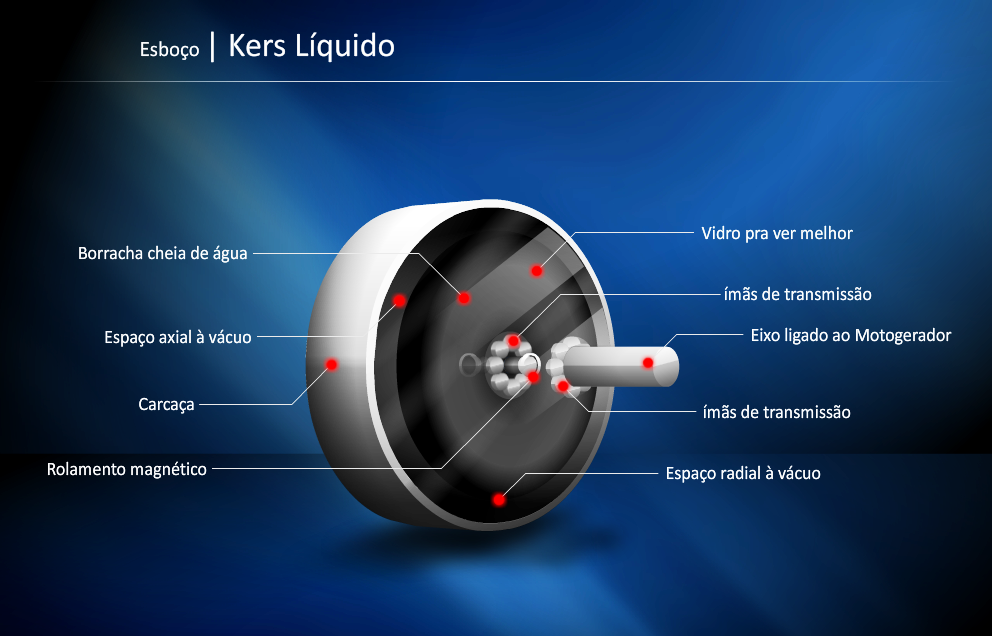 Esboço | Kers Líquido
Vidro pra ver melhor
Borracha cheia de água
ímãs de transmissão
Espaço axial à vácuo
Eixo ligado ao Motogerador
Carcaça
ímãs de transmissão
Rolamento magnético
Espaço radial à vácuo